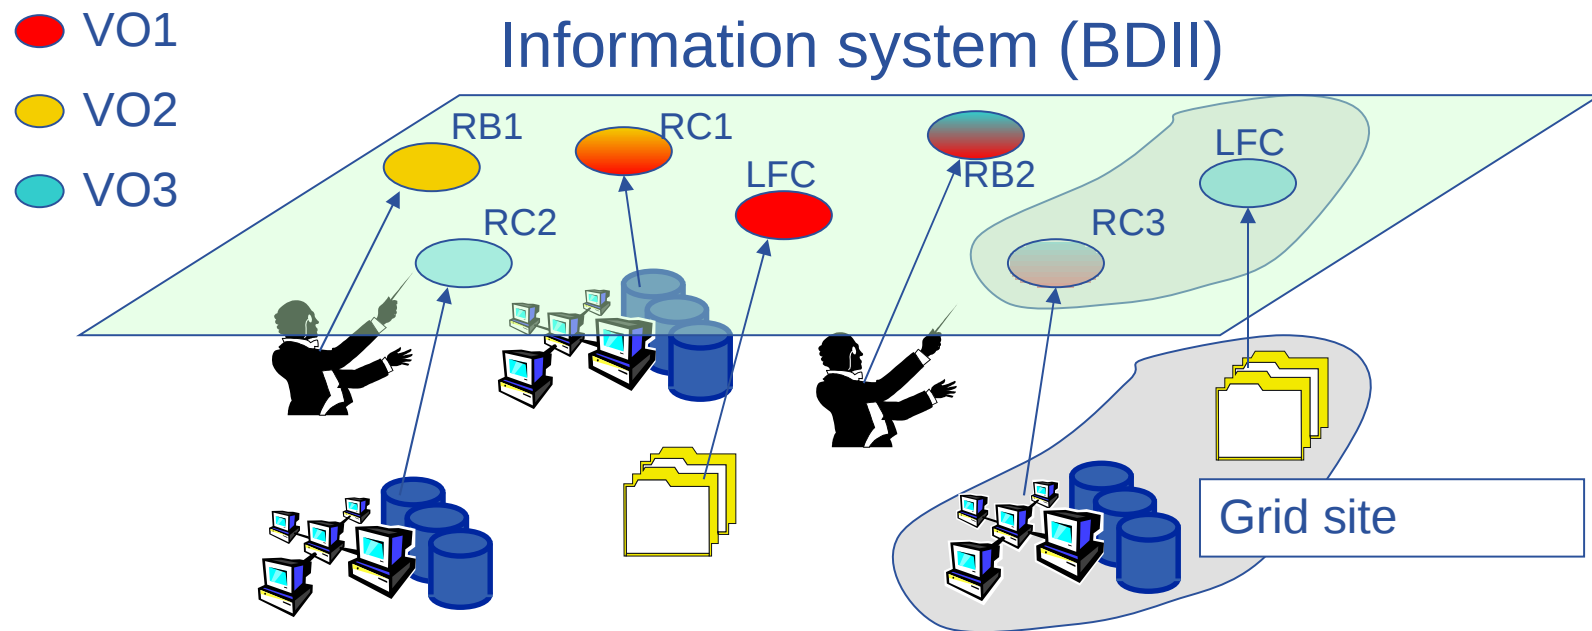 VO1
Information system (BDII)
VO2
VO3
RB1
RC1
LFC
RB2
LFC
RC2
RC3
Grid site